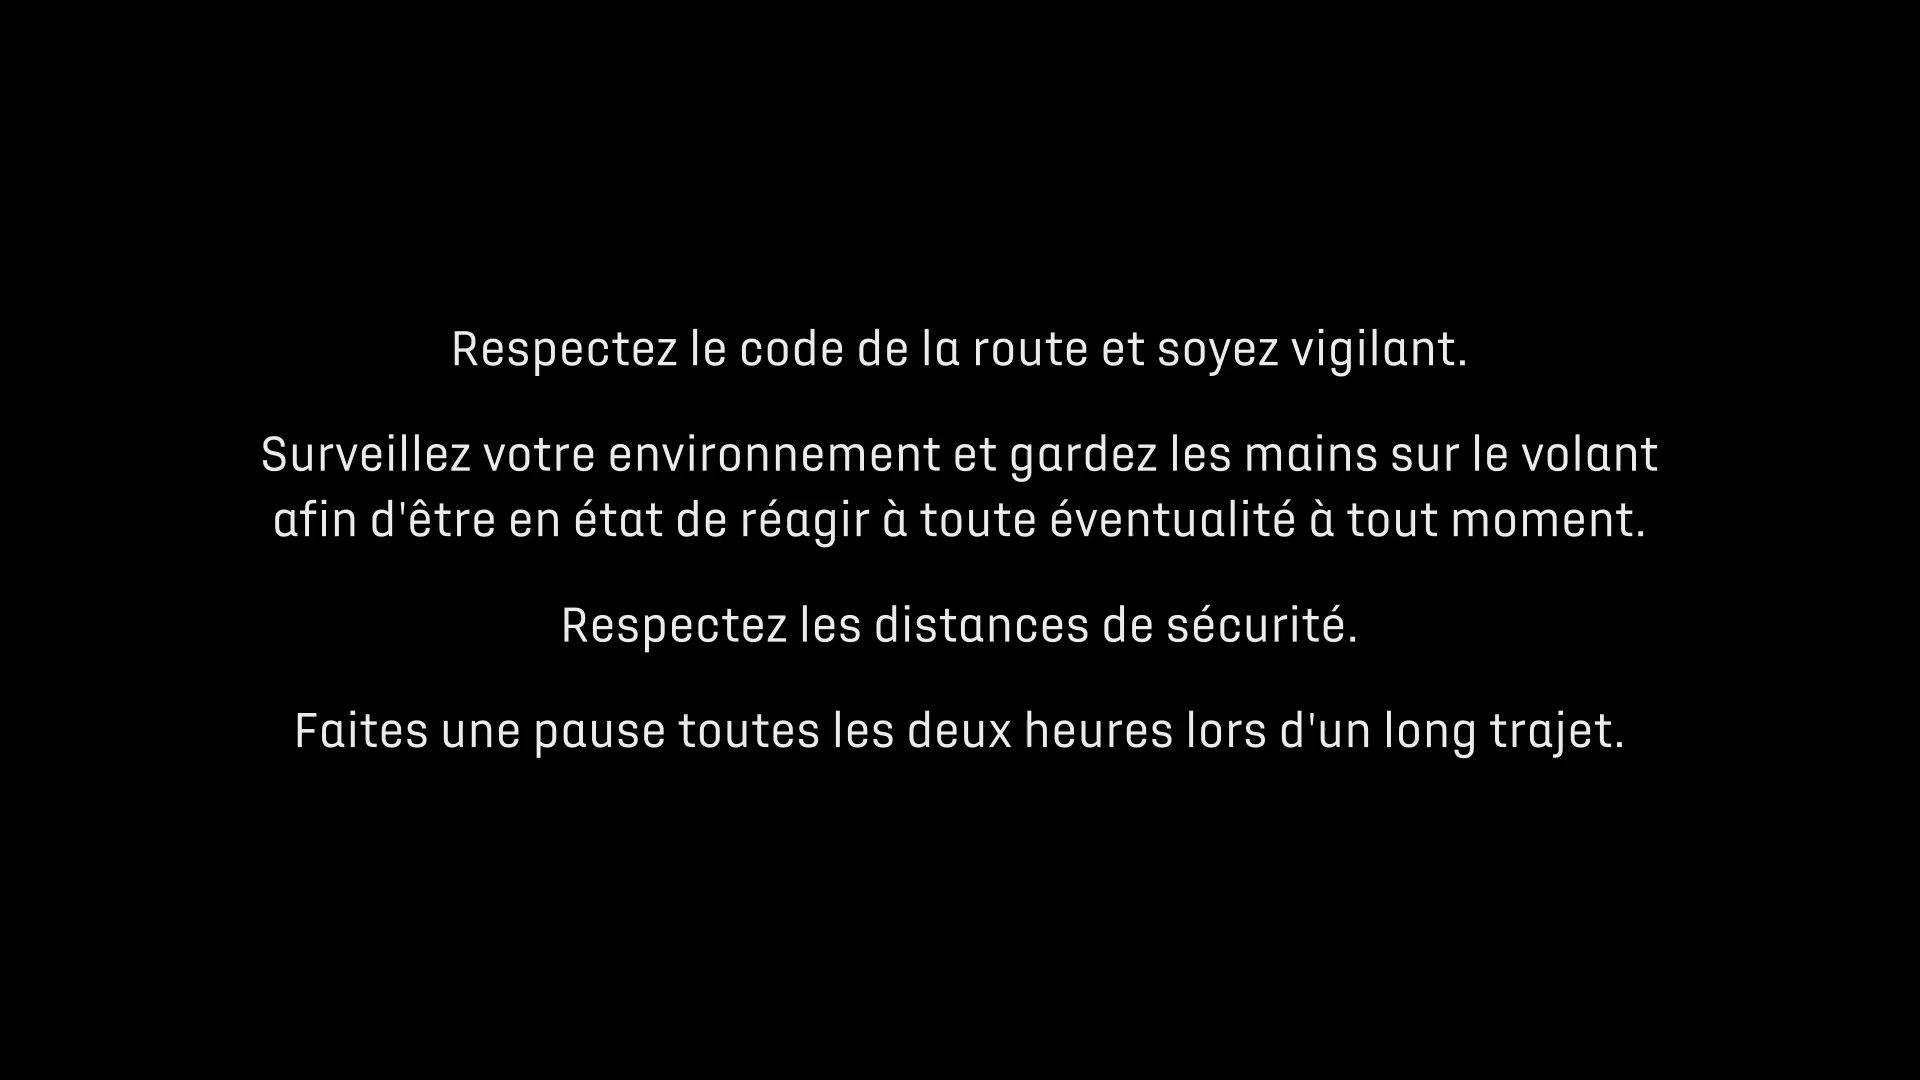 Respectez le code de la route et soyez vigilant.
Surveillez votre environnement et gardez les mains sur le volant
afin d'être en état de réagir à toute éventualité à tout moment.
Respectez les distances de sécurité.
Faites une pause toutes les deux heures lors d'un long trajet.